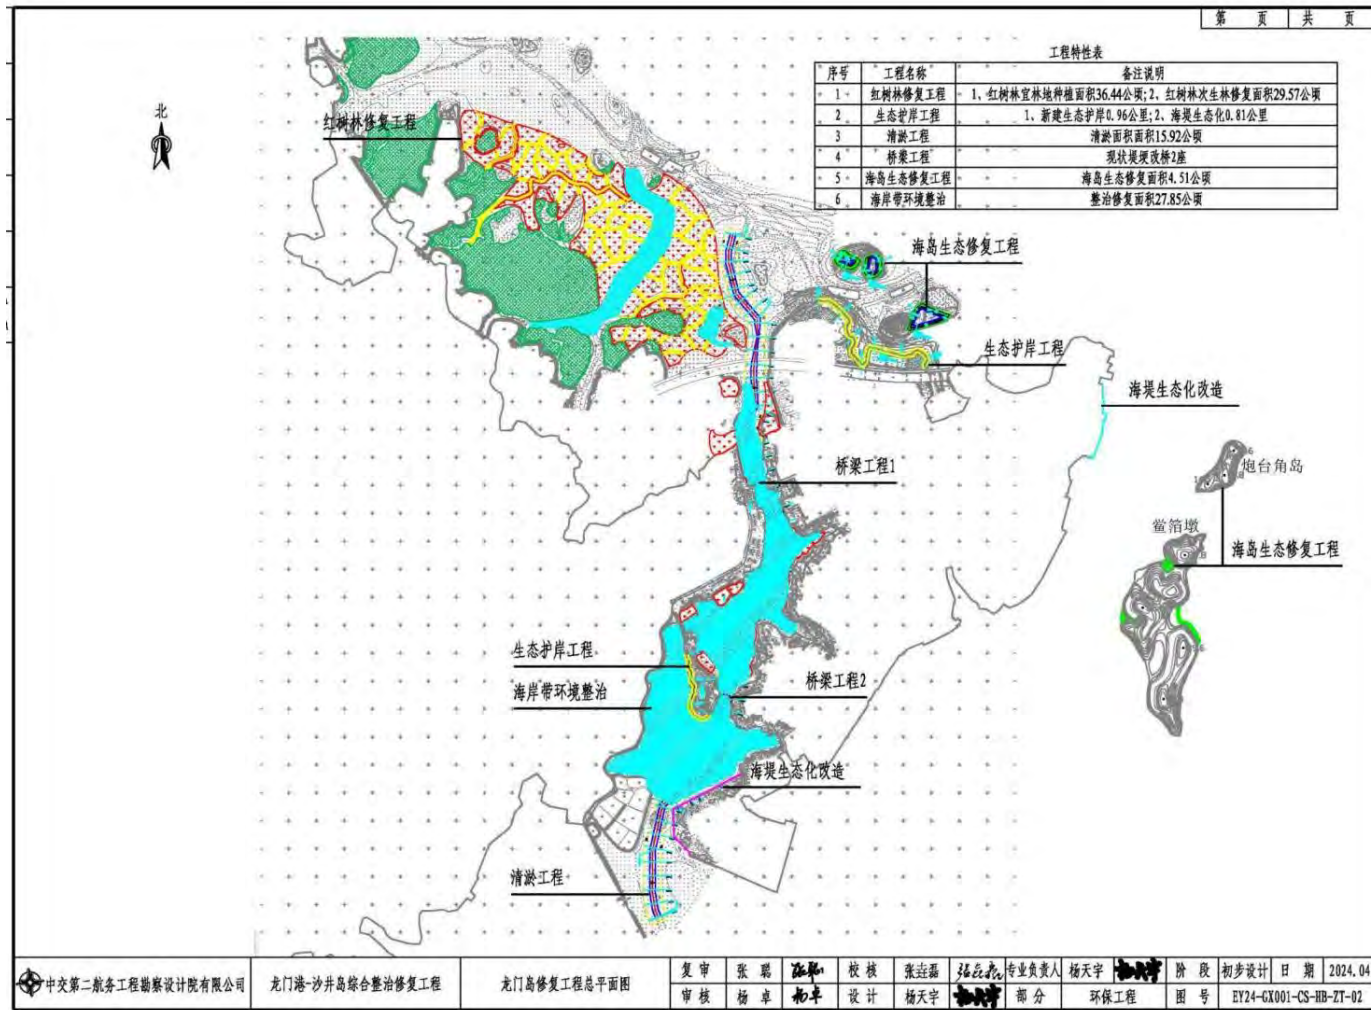 第 页 共 页
工程特性表
序号 工程名称 备注说明
1 红树林修复工程 1、红树林宜林地种植面积36.44公顷;2、红树林次生林修复面积29.57公顷
2 生态护岸工程 1、新建生态护岸0.96公里;2、海堤生态化0.81公里
3 清淤工程 清淤面积面积15.92公顷
4 桥梁工程 现状堤埂改桥2座
5 海岛生态修复工程 海岛生态修复面积4.51公顷
6 海岸带环境整治 整治修复面积27.85公顷
北
红树林修复工程
海岛生态修复工程
生态护岸工程
海堤生态化改造
桥梁工程1
炮台角岛
鲎箔墩
海岛生态修复工程
生态护岸工程
海岸带环境整治
桥梁工程2
海堤生态化改造
清淤工程
中交第二航务工程勘察设计院有限公司 龙门港-沙井岛综合整治修复工程 龙门岛修复工程总平面图
复审 张聪 张聪 校核 张垚磊 张垚磊 专业负责人 杨天宇 杨天宇 阶段 初步设计 日期 2024.04
审核 杨卓 杨卓 设计 杨天宇 杨天宇 部分 环保工程 图号 EY24-GX001-CS-HB-ZT-02